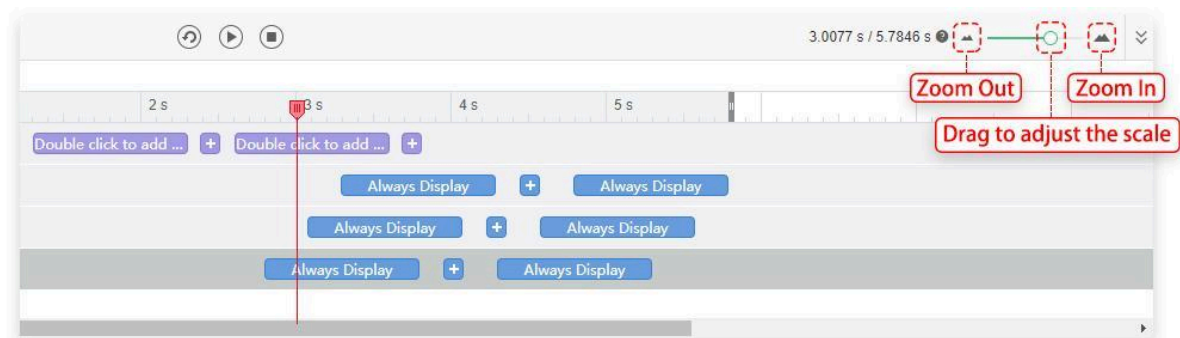 3.0077 s / 5.7846 s
Zoom Out
Zoom In
2 s
3 s
4 s
5 s
Drag to adjust the scale
Double click to add ...
+
Double click to add ...
+
Always Display
+
Always Display
Always Display
+
Always Display
Always Display
+
Always Display